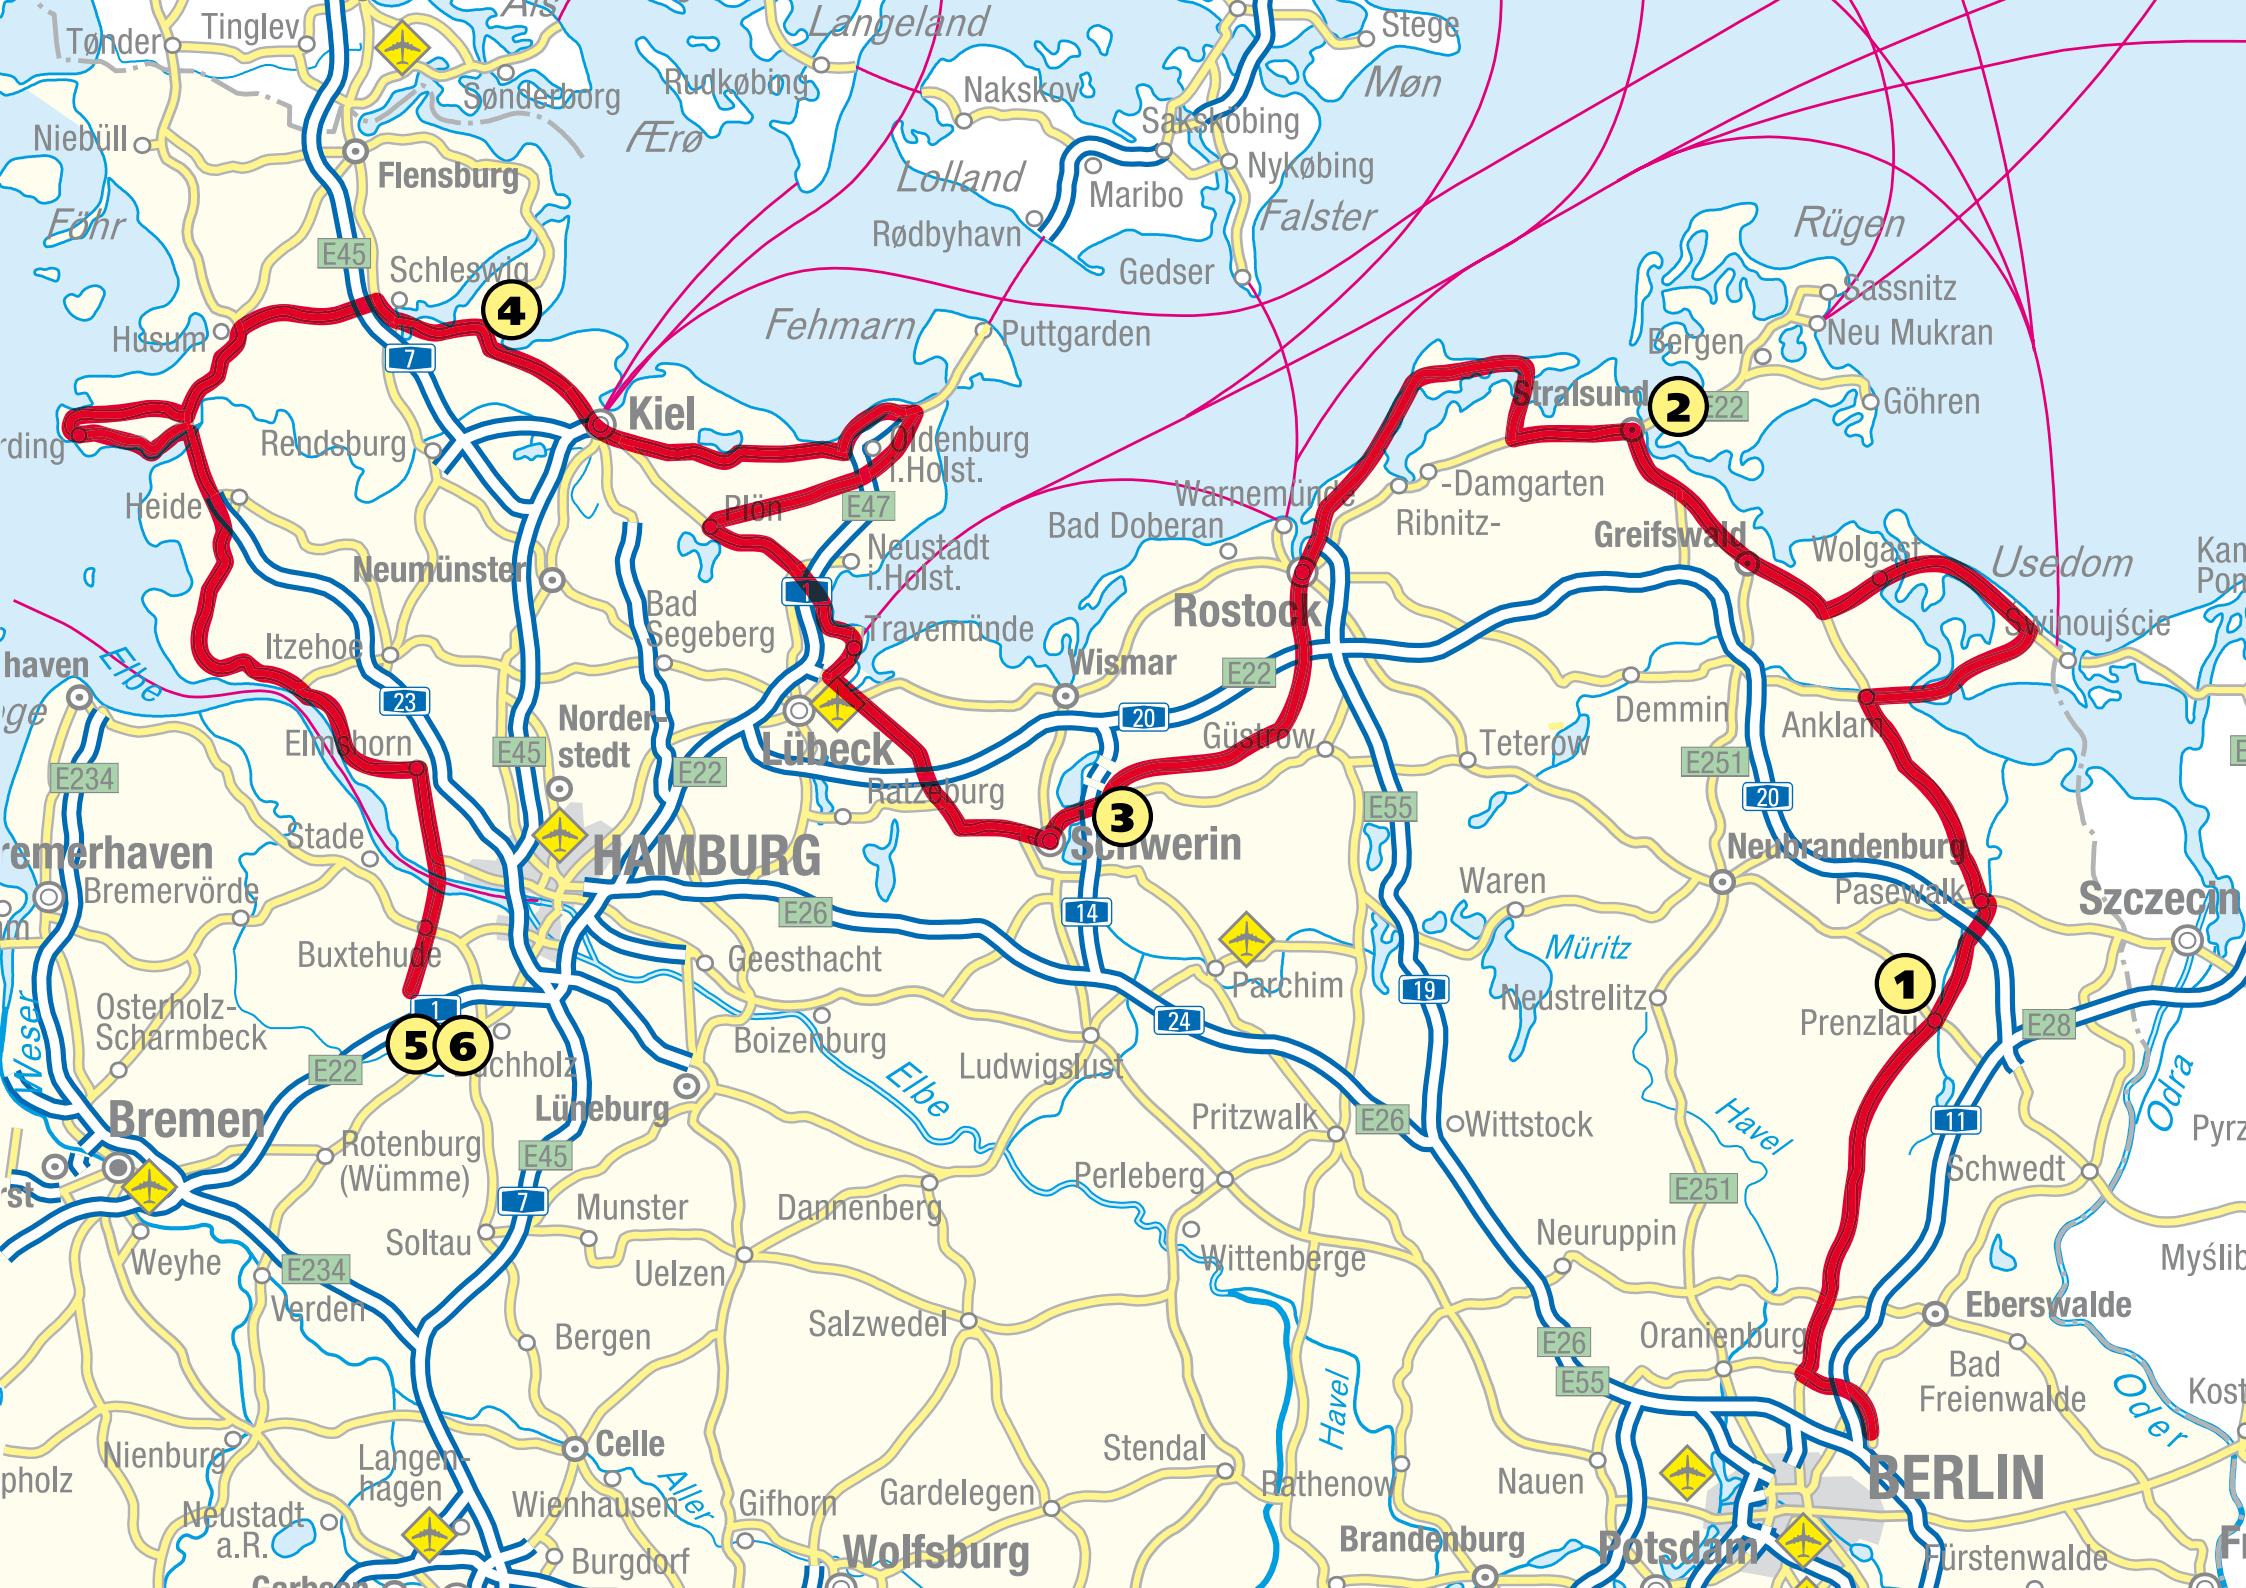 Als
Langeland
Stege
Tønder
Tinglev
Rudkøbing
Nakskov
Møn
Sønderborg
Sakskøbing
Niebüll
Ærø
Flensburg
Lolland
Maribo
Nykøbing
Föhr
Rødbyhavn
Falster
Rügen
E45
Schleswig
Gedser
Sassnitz
4
Fehmarn
Puttgarden
Neu Mukran
Husum
7
Bergen
Stralsund
2
E22
Göhren
Kiel
rding
Rendsburg
Oldenburg
i.Holst.
-Damgarten
Heide
Plön
E47
Warnemünde
Bad Doberan
Ribnitz-
Greifswald
Wolgast
Usedom
Neustadt
i.Holst.
Neumünster
1
Bad
Segeberg
Rostock
Travemünde
Świnoujście
Itzehoe
haven
Elbe
Wismar
E22
23
20
Demmin
Anklam
Norder-
stedt
Elmshorn
E45
Lübeck
Güstrow
Teterow
E251
E234
E22
Ratzeburg
E55
20
3
Schwerin
Stade
HAMBURG
Neubrandenburg
emerhaven
Bremervörde
Waren
Pasewalk
Szczecin
E26
14
Buxtehude
Geesthacht
Müritz
Parchim
1
19
Neustrelitz
Osterholz-
Scharmbeck
1
24
Prenzlau
E28
Weser
5
6
Buchholz
Boizenburg
Ludwigslust
E22
Elbe
Odra
Bremen
Lüneburg
Pritzwalk
E26
Wittstock
Havel
11
Rotenburg
(Wümme)
E45
Perleberg
Schwedt
E251
7
Munster
Dannenberg
Soltau
Neuruppin
Weyhe
E234
Uelzen
Wittenberge
Verden
Salzwedel
Eberswalde
Bergen
E26
Oranienburg
Bad
Freienwalde
E55
Havel
Oder
Nienburg
Langen-
hagen
Celle
Stendal
BERLIN
pholz
Aller
Rathenow
Nauen
Neustadt
a.R.
Wienhausen
Gifhorn
Gardelegen
Burgdorf
Wolfsburg
Brandenburg
Potsdam
Fürstenwalde